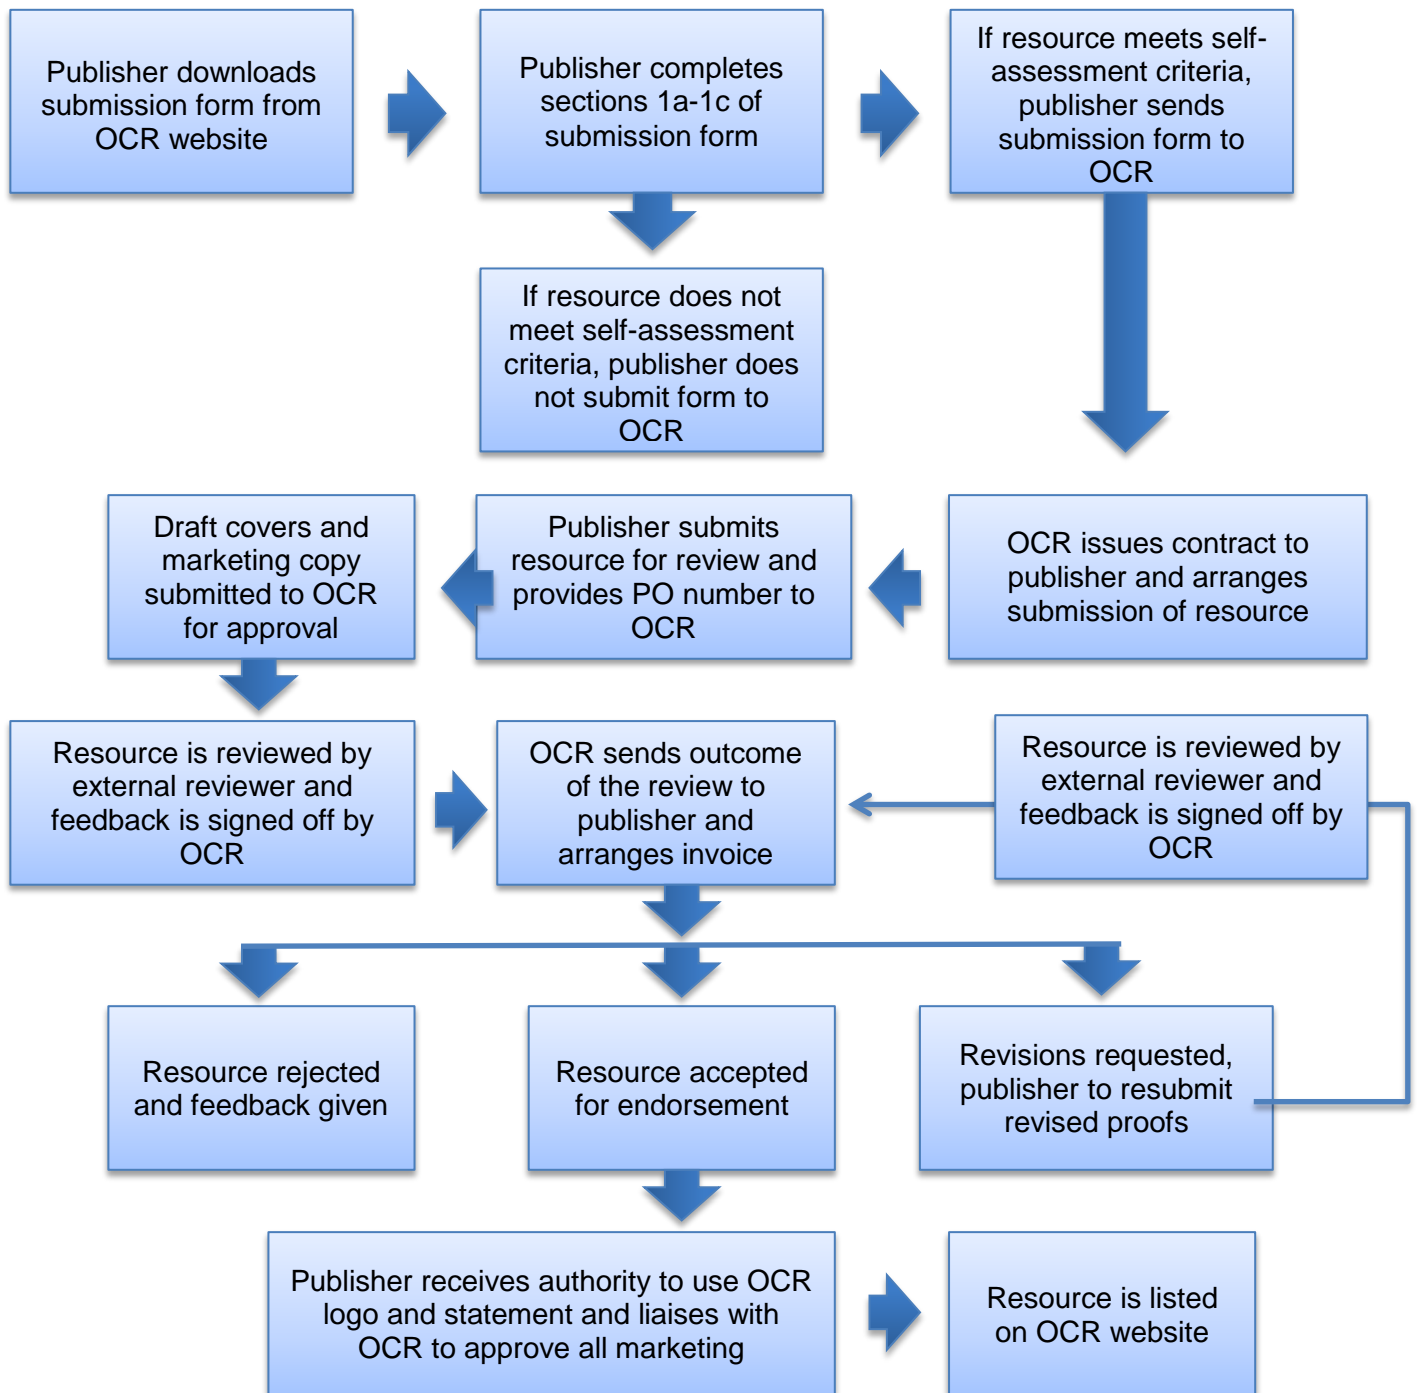 Publisher downloads
submission form from
OCR website
Publisher completes
sections 1a-1c of
submission form
If resource meets self-
assessment criteria,
publisher sends
submission form to
OCR
If resource does not
meet self-assessment
criteria, publisher does
not submit form to
OCR
OCR issues contract to
publisher and arranges
submission of resource
Publisher submits
resource for review and
provides PO number to
OCR
Draft covers and
marketing copy
submitted to OCR
for approval
Resource is reviewed by
external reviewer and
feedback is signed off by
OCR
OCR sends outcome
of the review to
publisher and
arranges invoice
Resource is reviewed by
external reviewer and
feedback is signed off by
OCR
Resource rejected
and feedback given
Resource accepted
for endorsement
Revisions requested,
publisher to resubmit
revised proofs
Publisher receives authority to use OCR
logo and statement and liaises with
OCR to approve all marketing
Resource is listed
on OCR website